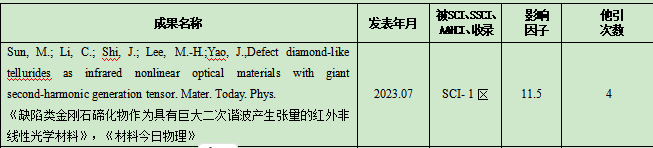 成果名称
发表年月
被SCI、SSCI、
A&HCI、收录
影响
因子
他引
次数
Sun, M.; Li, C.; Shi, J.; Lee, M.-H.;Yao, J.,Defect diamond-like
tellurides as infrared nonlinear optical materials with giant
second-harmonic generation tensor. Mater. Today. Phys.
《缺陷类金刚石碲化物作为具有巨大二次谐波产生张量的红外非
线性光学材料》,《材料今日物理》
2023.07
SCI- 1 区
11.5
4